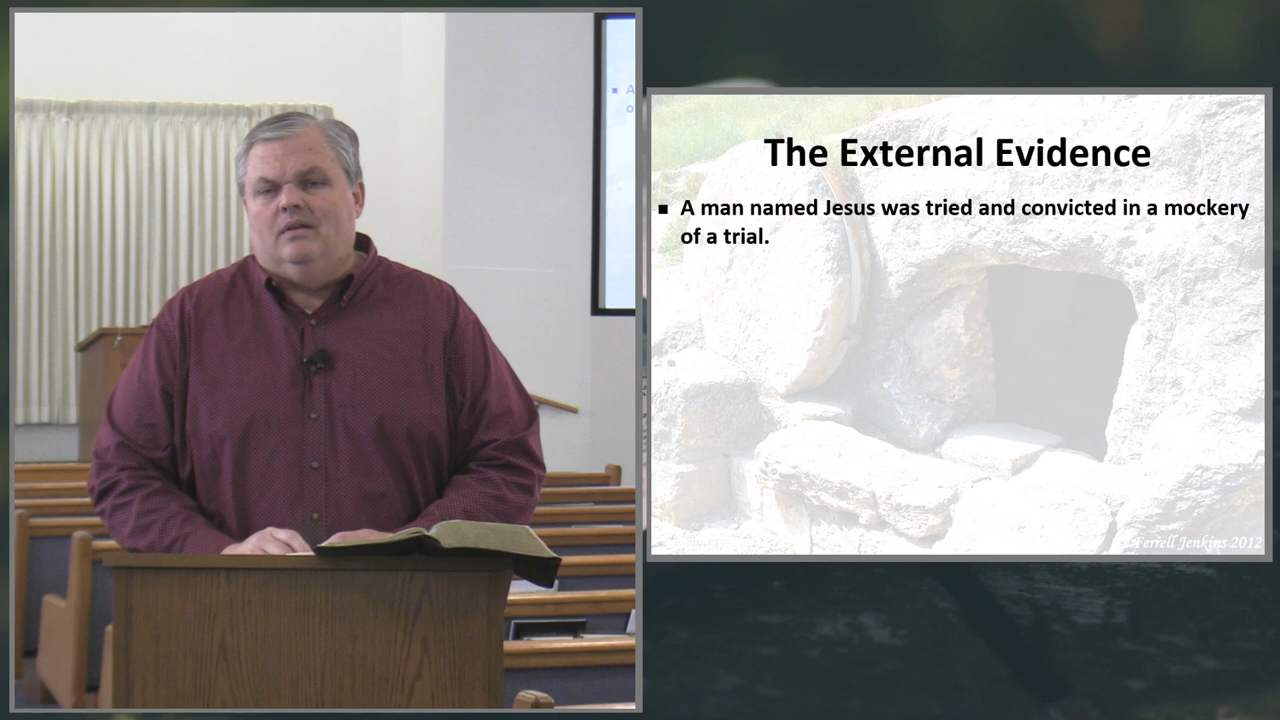 The External Evidence
▪ A man named Jesus was tried and convicted in a mockery
of a trial.
Ferrell Jenkins 2012